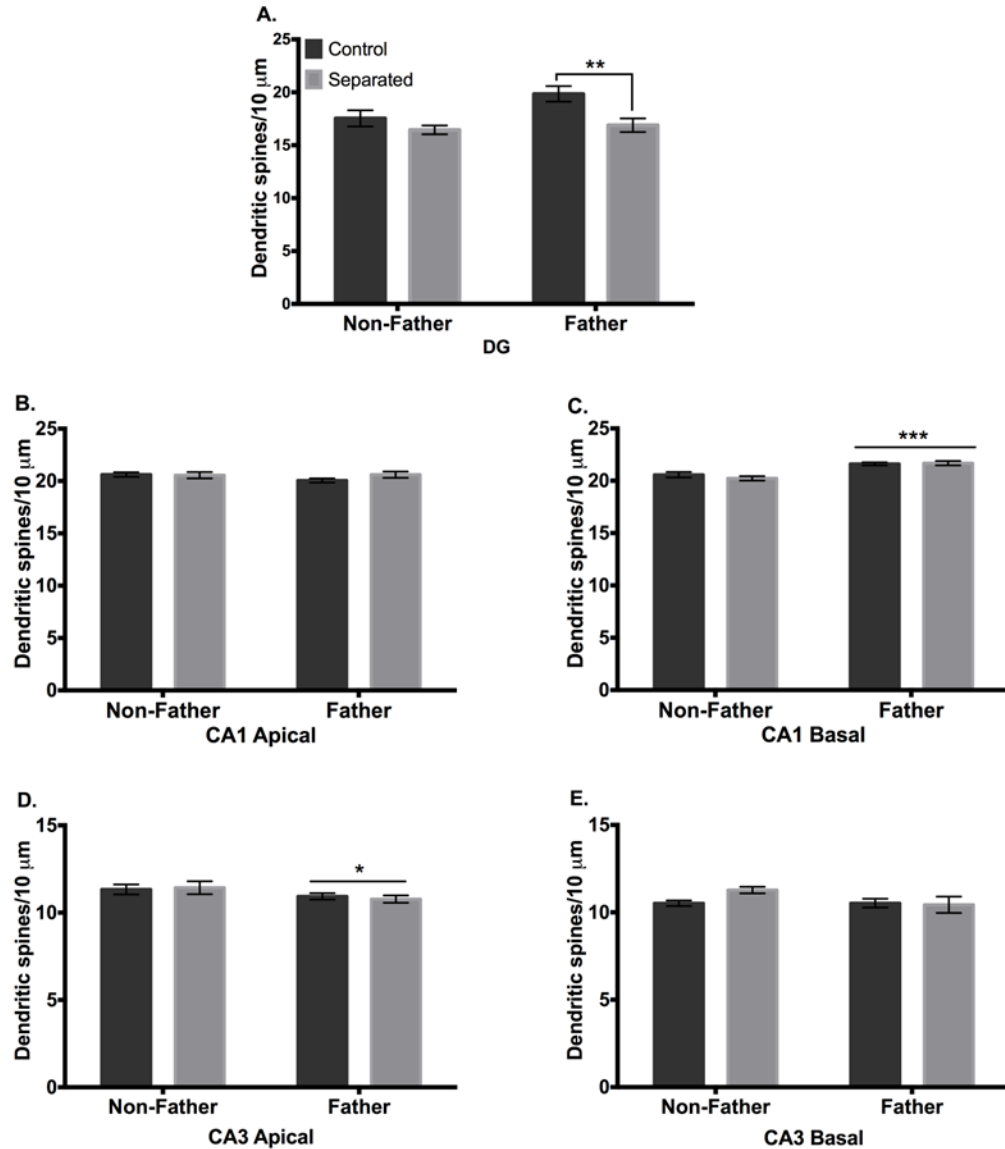 A.
Control
Separated
**
Dendritic spines/10 μm
25
20
15
10
5
0
Non-Father
Father
DG
B.
Dendritic spines/10 μm
25
20
15
10
5
0
Non-Father
Father
CA1 Apical
C.
***
Dendritic spines/10 μm
25
20
15
10
5
0
Non-Father
Father
CA1 Basal
D.
*
Dendritic spines/10 μm
15
10
5
0
Non-Father
Father
CA3 Apical
E.
Dendritic spines/10 μm
15
10
5
0
Non-Father
Father
CA3 Basal